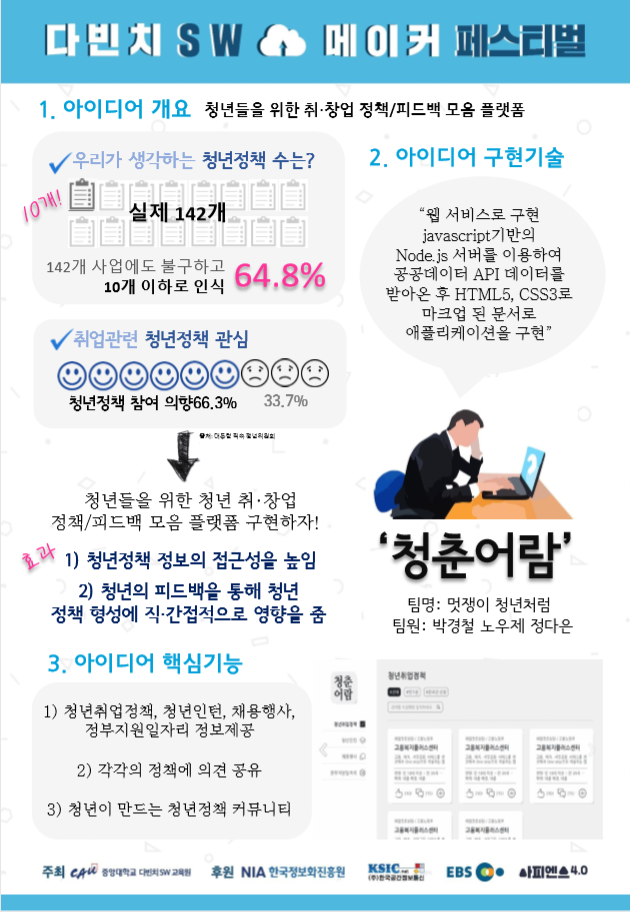 다빈치 SW 메이커 페스티벌
1. 아이디어 개요 청년들을 위한 취·창업 정책/피드백 모음 플랫폼
우리가 생각하는 청년정책 수는?
10개!
실제 142개
142개 사업에도 불구하고
10개 이하로 인식
64.8%
취업관련 청년정책 관심
청년정책 참여 의향66.3%
33.7%
출처: 대통령 직속 청년위원회
청년들을 위한 청년 취·창업
정책/피드백 모음 플랫폼 구현하자!
효과
1) 청년정책 정보의 접근성을 높임
2) 청년의 피드백을 통해 청년
정책 형성에 직·간접적으로 영향을 줌
2. 아이디어 구현기술
“웹 서비스로 구현
javascript기반의
Node.js 서버를 이용하여
공공데이터 API 데이터를
받아온 후 HTML5, CSS3로
마크업 된 문서로
애플리케이션을 구현”
?
‘청춘어람’
팀명: 멋쟁이 청년처럼
팀원: 박경철 노우제 정다은
3. 아이디어 핵심기능
1) 청년취업정책, 청년인턴, 채용행사,
정부지원일자리 정보제공
2) 각각의 정책에 의견 공유
3) 청년이 만드는 청년정책 커뮤니티
청춘
어람
청년취업정책
청년취업정책
고용복지플러스센터
고용복지플러스센터
고용복지플러스센터
고용복지플러스센터
고용복지플러스센터
주최 CAU 중앙대학교 다빈치 SW 교육원
후원 NIA 한국정보화진흥원
KSIC
(주)한국공간정보통신
EBS
사피엔스 4.0